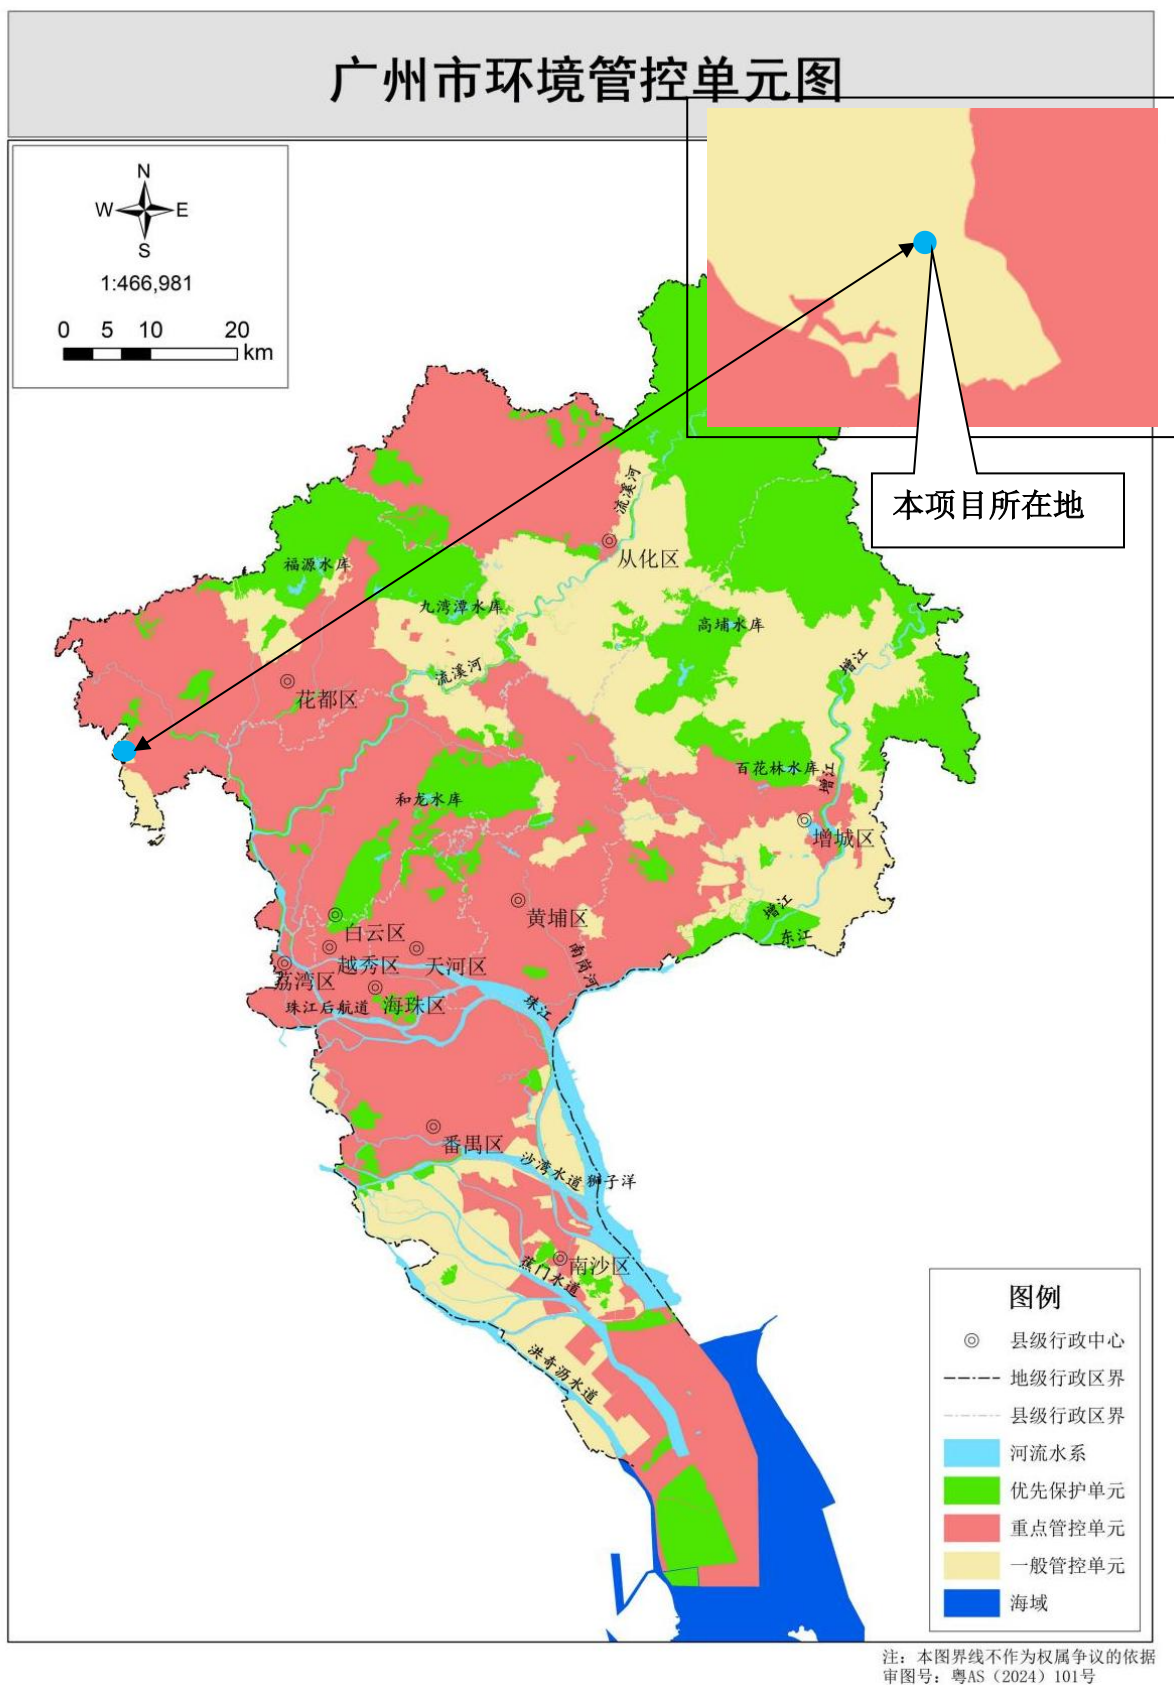 广州市环境管控单元图
N
W E
S
1:466,981
0 5 10 20
km
本项目所在地
流溪河
从化区
福源水库
九湾潭水库
高埔水库
增江
流溪河
花都区
百花林水库
增江
和龙水库
增城区
黄埔区
增江
东江
白云区
越秀区
天河区
南岗河
荔湾区
海珠区
珠江后航道
珠江
番禺区
沙湾水道
狮子洋
南沙区
蕉门水道
洪奇沥水道
图例
县级行政中心
地级行政区界
县级行政区界
河流水系
优先保护单元
重点管控单元
一般管控单元
海域
注：本图界线不作为权属争议的依据
审图号：粤AS（2024）101号